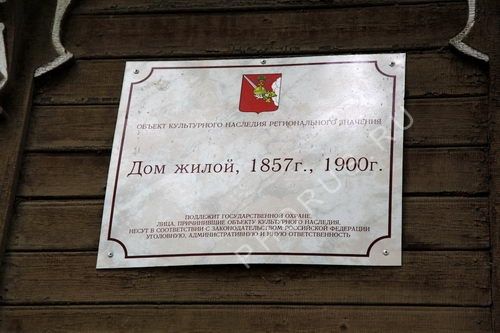 ОБЪЕКТ КУЛЬТУРНОГО НАСЛЕДИЯ РЕГИОНАЛЬНОГО ЗНАЧЕНИЯ
Дом жилой, 1857г., 1900г.
ПОДЛЕЖИТ ГОСУДАРСТВЕННОЙ ОХРАНЕ
ЛИЦА, ПРИЧИНИВШИЕ ОБЪЕКТУ КУЛЬТУРНОГО НАСЛЕДИЯ,
НЕСУТ В СООТВЕТСТВИИ С ЗАКОНОДАТЕЛЬСТВОМ РОССИЙСКОЙ ФЕДЕРАЦИИ
УГОЛОВНУЮ, АДМИНИСТРАТИВНУЮ И ИНУЮ ОТВЕТСТВЕННОСТЬ